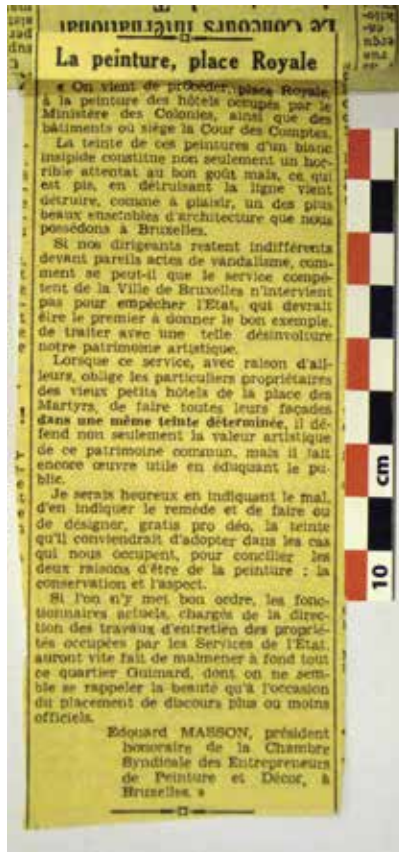 Le Concours International
La peinture, place Royale
« On vient de procéder, place Royale,
à la peinture des hôtels occupés par le
Ministère des Colonies, ainsi que des
bâtiments où siège la Cour des Comptes.
La teinte de ces peintures d'un blanc
insipide constitue non seulement un hor-
rible attentat au bon goût mais, ce qui
est pis, en détruisant la ligne vient
détruire, comme à plaisir, un des plus
beaux ensembles d'architecture que nous
possédons à Bruxelles.
Si nos dirigeants restent indifférents
devant pareils actes de vandalisme, com-
ment se peut-il que le service compé-
tent de la Ville de Bruxelles n'intervient
pas pour empêcher l'Etat, qui devrait
être le premier à donner le bon exemple,
de traiter avec une telle désinvolture
notre patrimoine artistique.
Lorsque ce service, avec raison d'ail-
leurs, oblige les particuliers propriétaires
des vieux petits hôtels de la place des
Martyrs, de faire toutes leurs façades
dans une même teinte déterminée, il dé-
fend non seulement la valeur artistique
de ce patrimoine commun, mais il fait
encore œuvre utile en éduquant le pu-
blic.
Je serais heureux en indiquant le mal,
d'en indiquer le remède et de faire ou
de désigner, gratis pro déo, la teinte
qu'il conviendrait d'adopter dans les cas
qui nous occupent, pour concilier les
deux raisons d'être de la peinture : la
conservation et l'aspect.
Si l'on n'y met bon ordre, les fonc-
tionnaires actuels, chargés de la direc-
tion des travaux d'entretien des proprié-
tés occupées par les Services de l'Etat,
auront vite fait de malmener à fond tout
ce quartier Guimard, dont on ne sem-
ble se rappeler la beauté qu'à l'occasion
du placement de discours plus ou moins
officiels.
Edouard MASSON, président
honoraire de la Chambre
Syndicale des Entrepreneurs
de Peinture et Décor, à
Bruxelles. »
cm
10